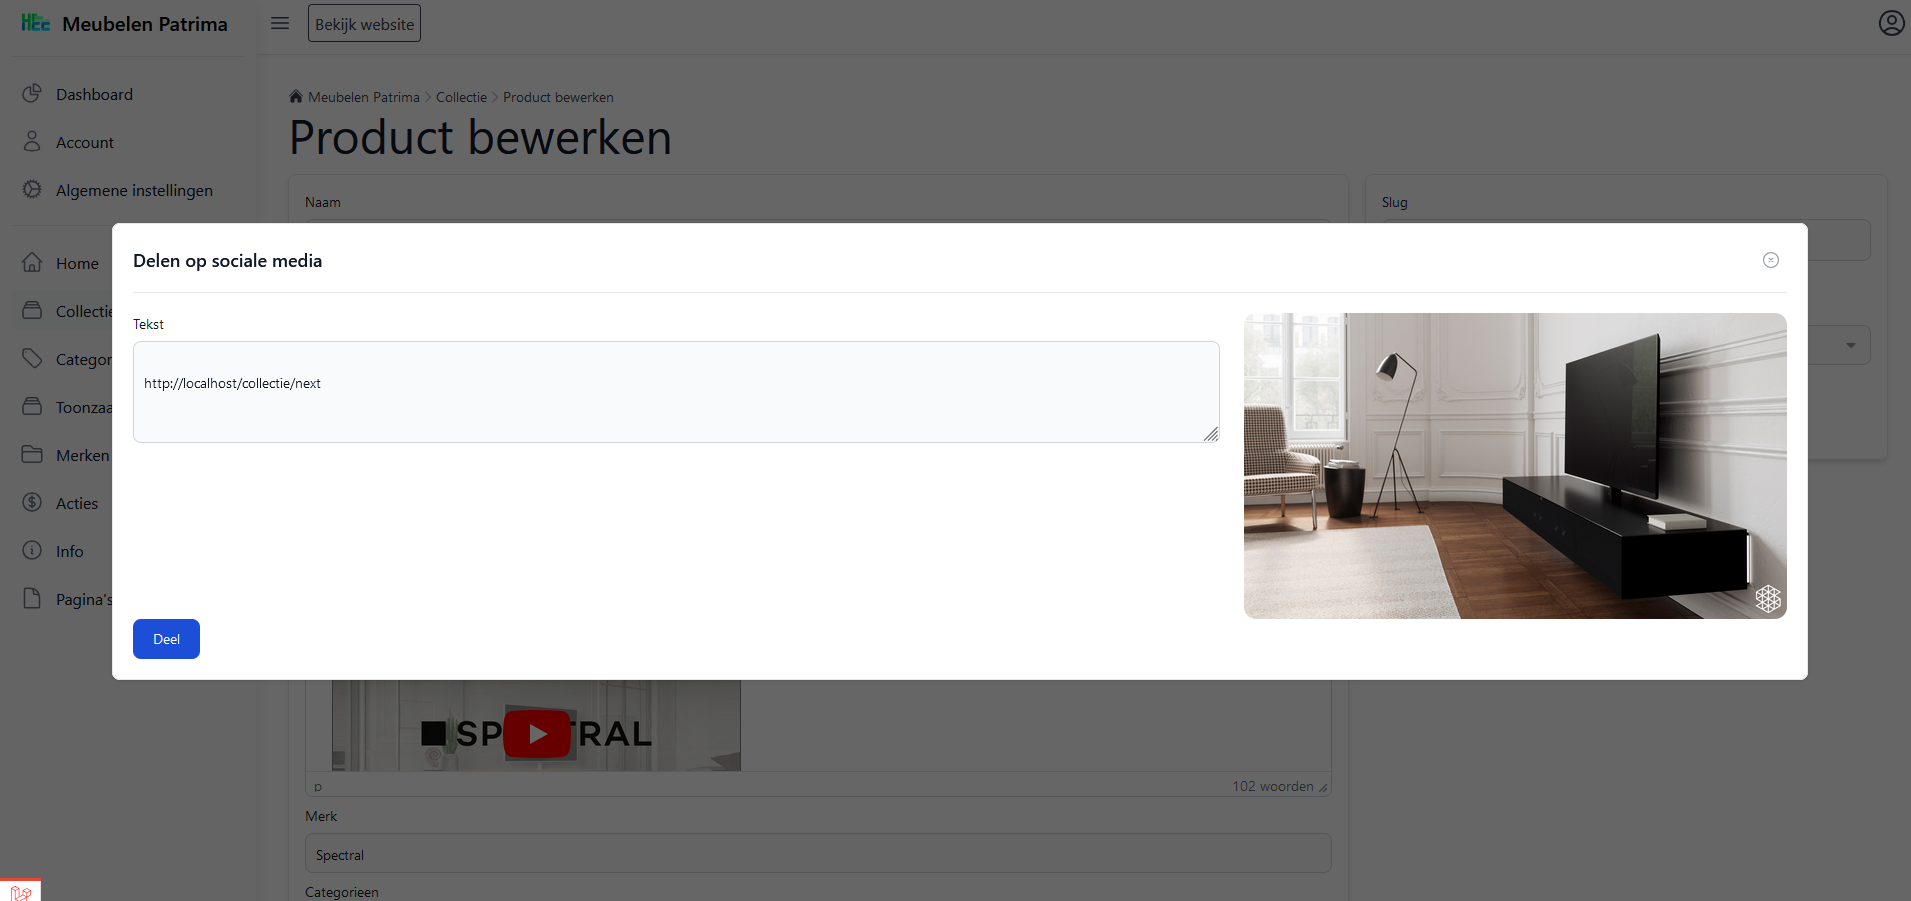 HEC Meubelen Patrima
Bekijk website
Dashboard
Account
Algemene instellingen
Home
Collectie
Categor
Toonzaa
Merken
Acties
Info
Pagina's
Meubelen Patrima > Collectie > Product bewerken
Product bewerken
Naam
Slug
Delen op sociale media
Tekst
http://localhost/collectie/next
Deel
SP TRAL
p
102 woorden
Merk
Spectral
Categorieen